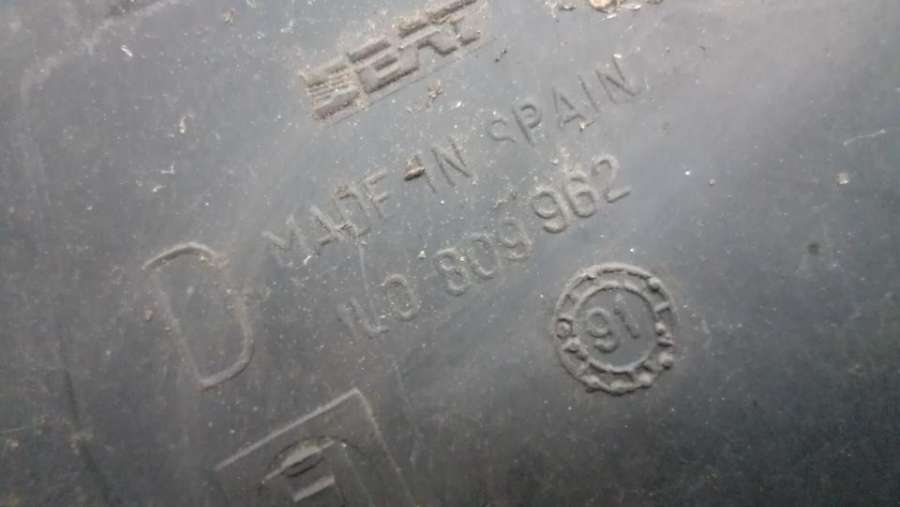 SEAT
MADE IN SPAIN
1L0 809 962
D
91